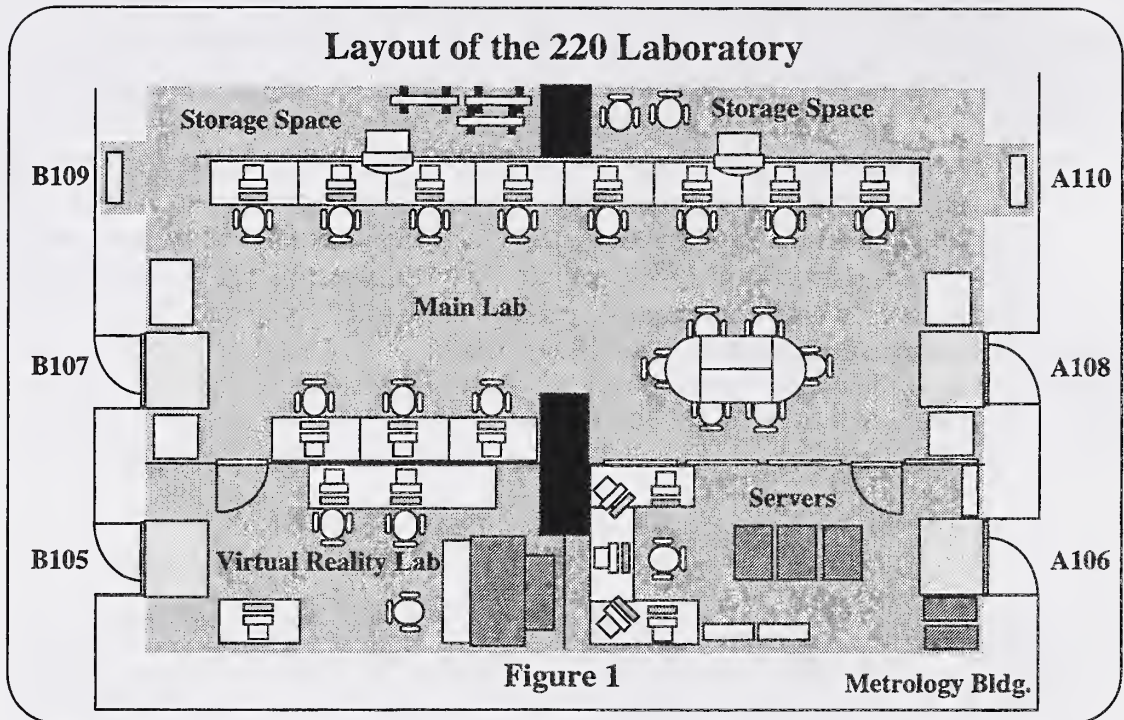 Layout of the 220 Laboratory
Storage Space
Storage Space
B109
A110
Main Lab
B107
A108
Servers
B105
Virtual Reality Lab
A106
Figure 1
Metrology Bldg.